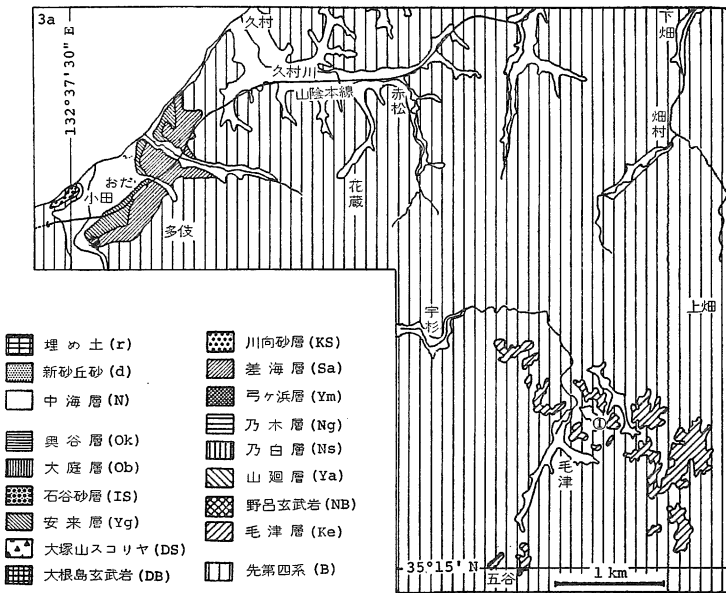 3a
132°37'30" E
久村
久村川
山陰本線
赤松
花蔵
おだ
小田
多伎
下畑
畑村
上畑
宇杉
①
毛津
五谷
35°15' N
1 km
埋め土(r)
新砂丘砂(d)
中海層(N)
奥谷層(Ok)
大庭層(Ob)
石谷砂層(IS)
安来層(Yg)
大塚山スコリヤ(DS)
大根島玄武岩(DB)
川向砂層(KS)
差海層(Sa)
弓ヶ浜層(Ym)
乃木層(Ng)
乃白層(Ns)
山廻層(Ya)
野呂玄武岩(NB)
毛津層(Ke)
先第四系(B)